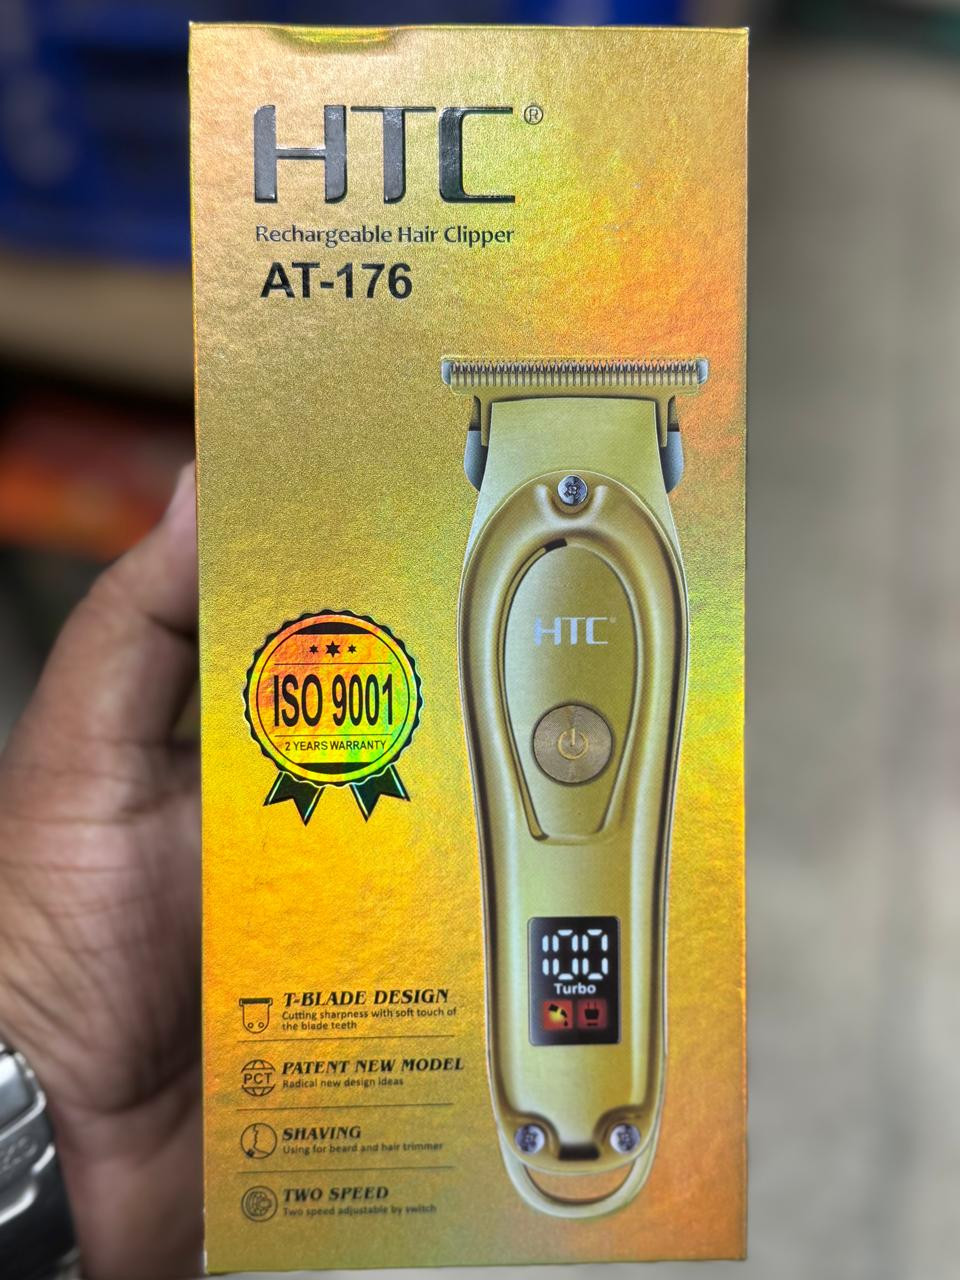 HTC®
Rechargeable Hair Clipper
AT-176
HTC
ISO 9001
2 YEARS WARRANTY
100
Turbo
T-BLADE DESIGN
Cutting sharpness with soft touch of
the blade teeth
PCT
PATENT NEW MODEL
Radical new design ideas
SHAVING
Using for beard and hair trimmer
TWO SPEED
Two speed adjustable by switch